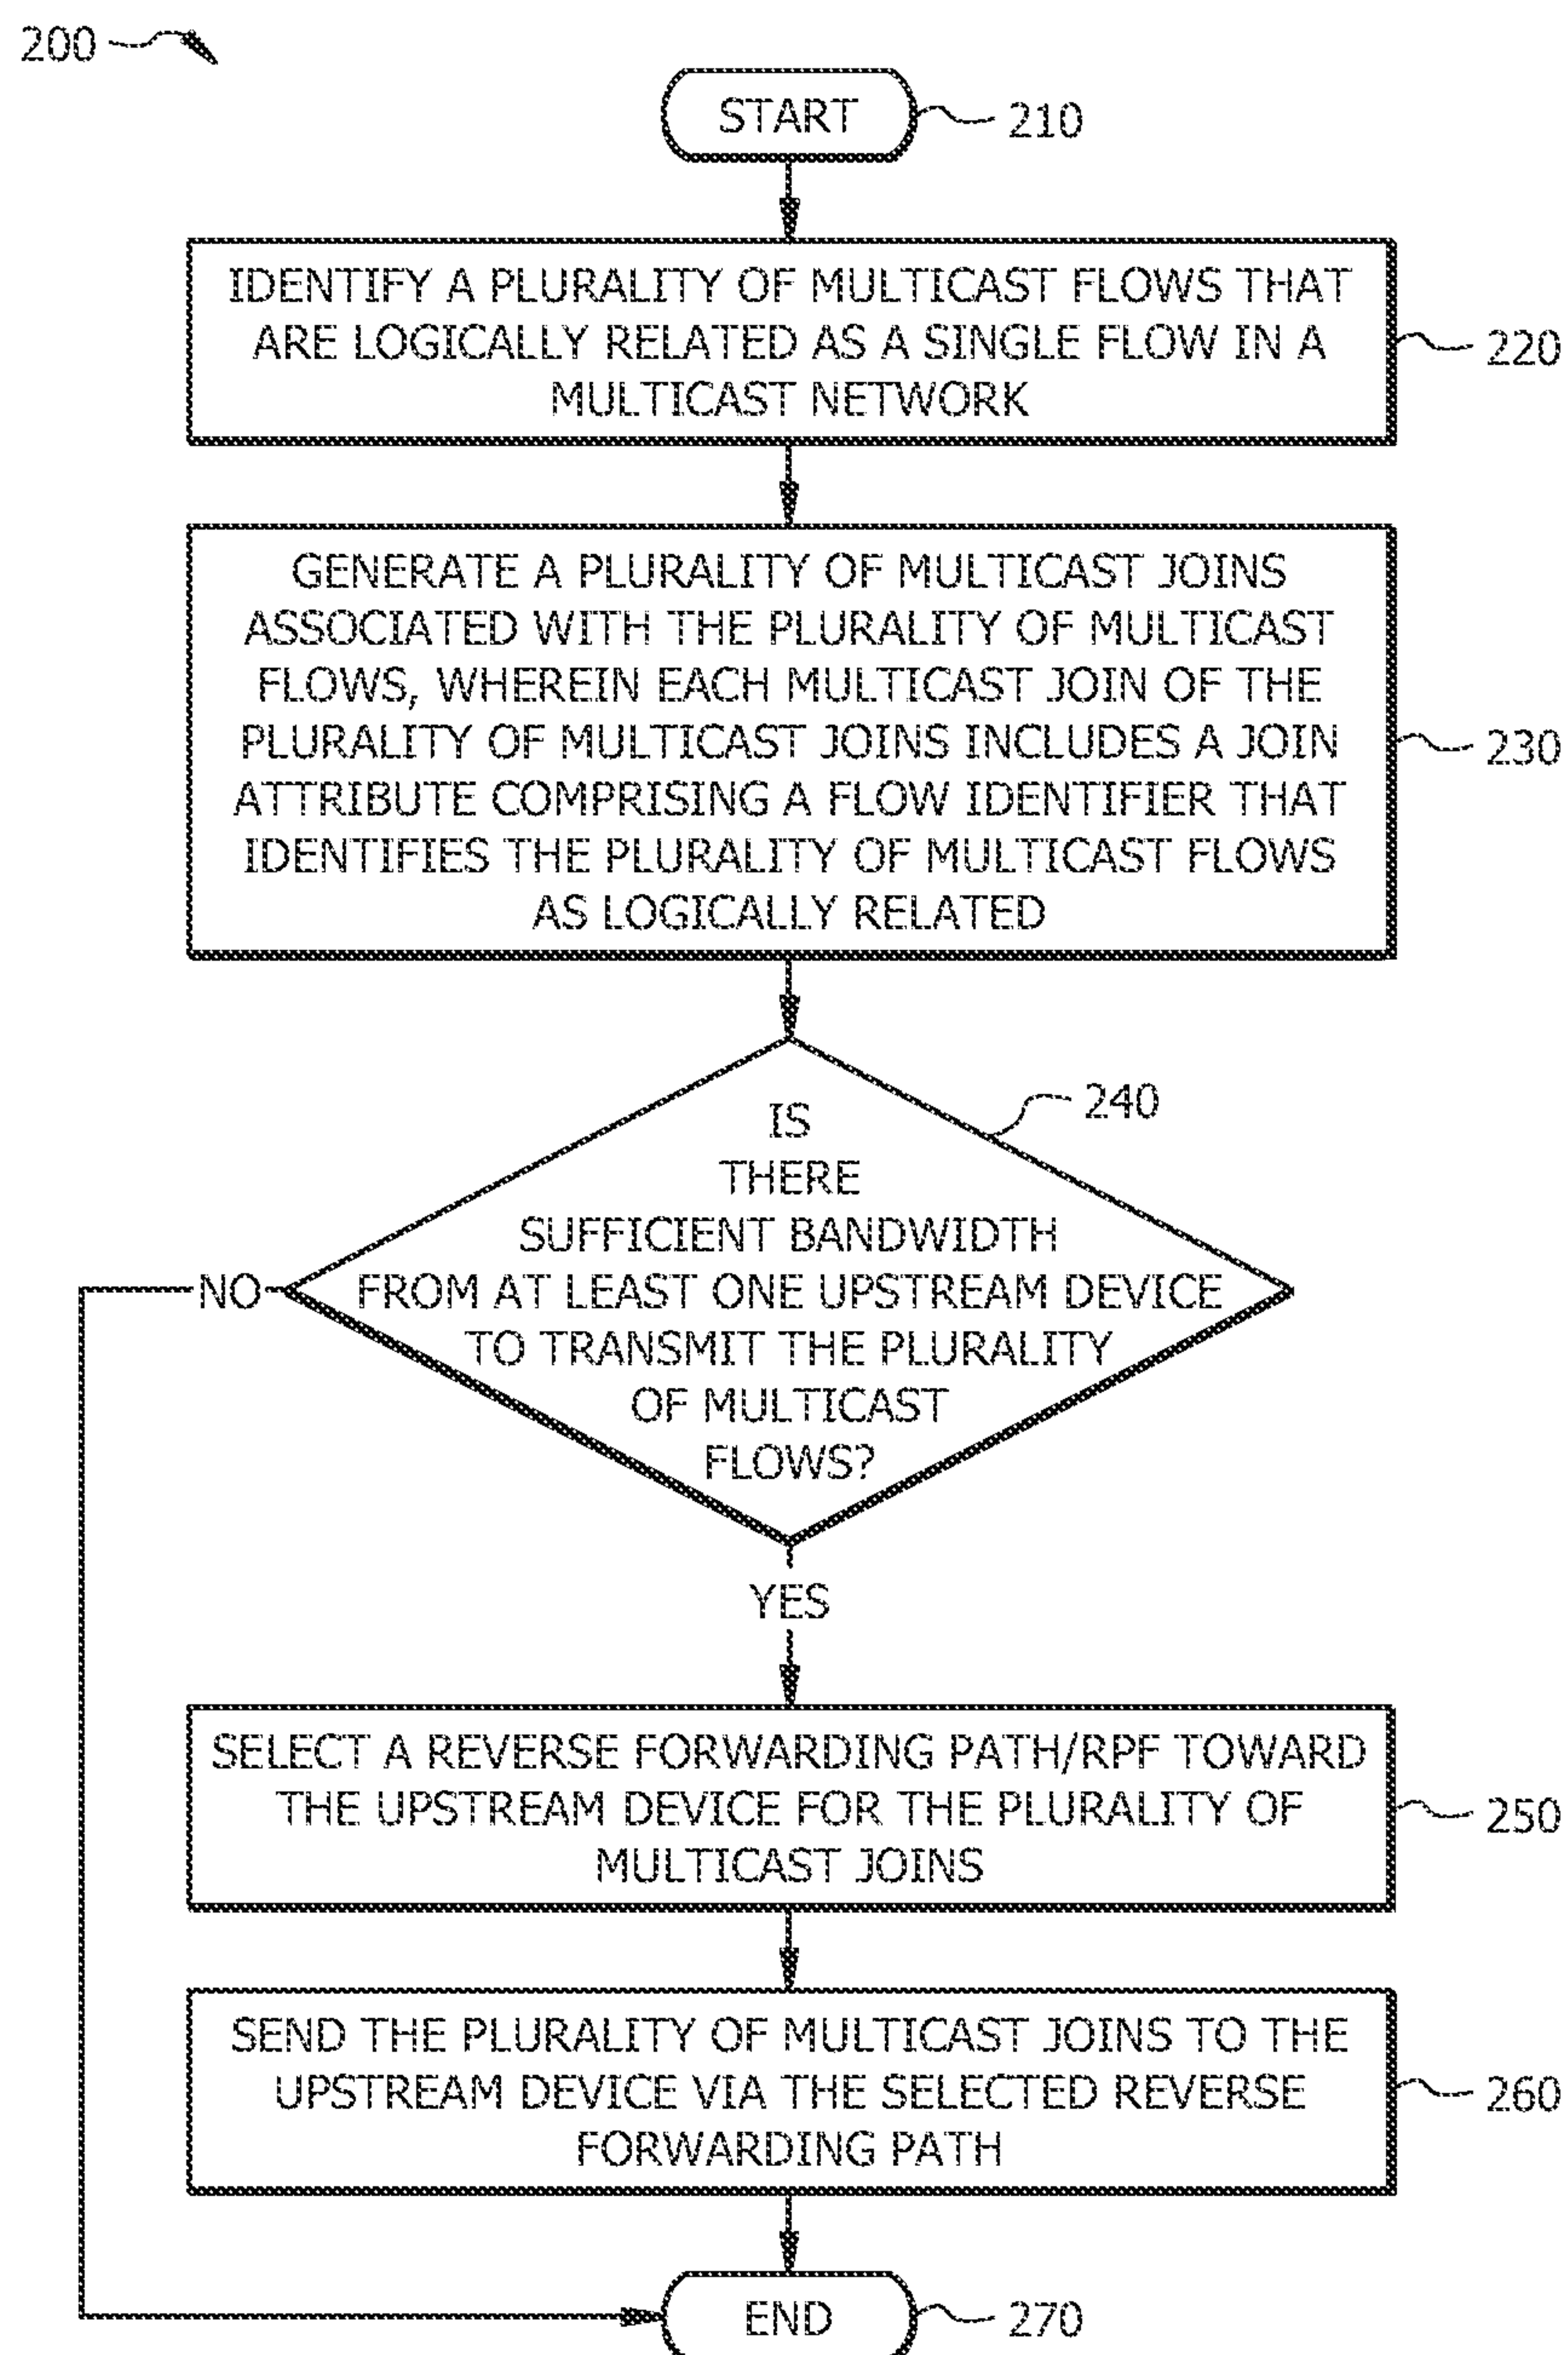 200
START
210
IDENTIFY A PLURALITY OF MULTICAST FLOWS THAT
ARE LOGICALLY RELATED AS A SINGLE FLOW IN A
MULTICAST NETWORK
220
GENERATE A PLURALITY OF MULTICAST JOINS
ASSOCIATED WITH THE PLURALITY OF MULTICAST
FLOWS, WHEREIN EACH MULTICAST JOIN OF THE
PLURALITY OF MULTICAST JOINS INCLUDES A JOIN
ATTRIBUTE COMPRISING A FLOW IDENTIFIER THAT
IDENTIFIES THE PLURALITY OF MULTICAST FLOWS
AS LOGICALLY RELATED
230
240
IS
THERE
SUFFICIENT BANDWIDTH
FROM AT LEAST ONE UPSTREAM DEVICE
TO TRANSMIT THE PLURALITY
OF MULTICAST
FLOWS?
NO
YES
SELECT A REVERSE FORWARDING PATH/RPF TOWARD
THE UPSTREAM DEVICE FOR THE PLURALITY OF
MULTICAST JOINS
250
SEND THE PLURALITY OF MULTICAST JOINS TO THE
UPSTREAM DEVICE VIA THE SELECTED REVERSE
FORWARDING PATH
260
END
270